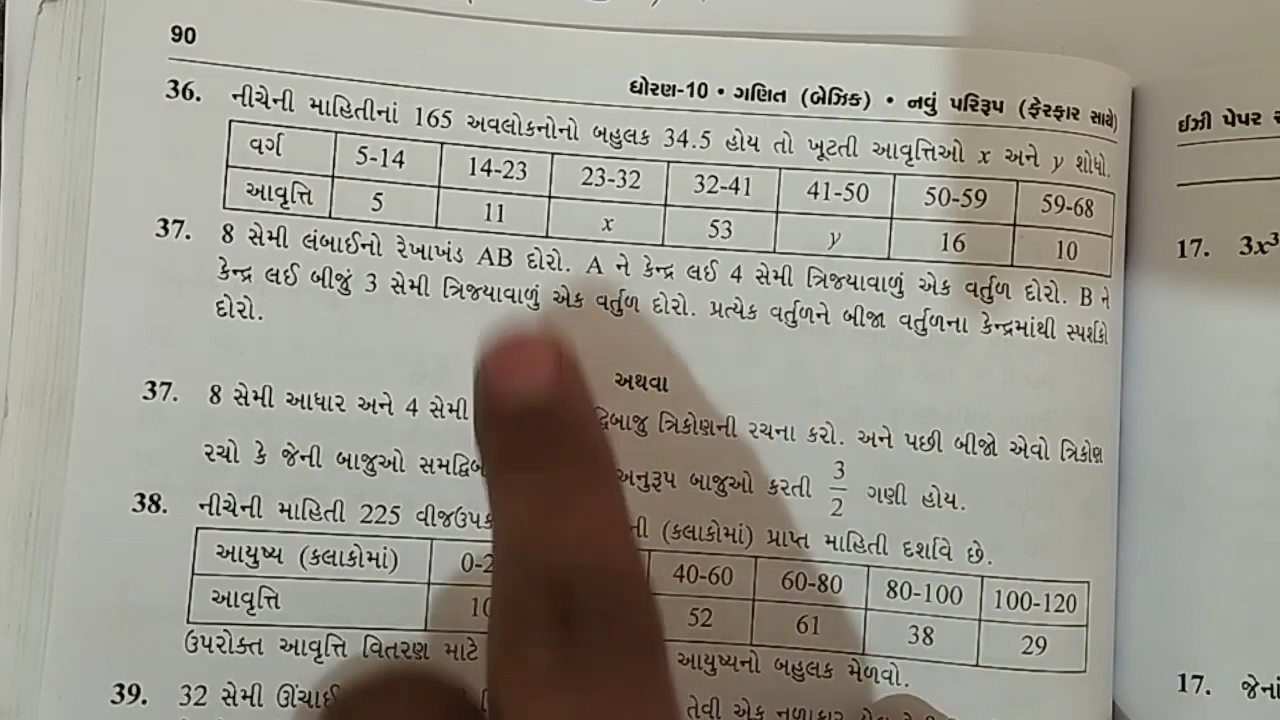 90
ધોરણ-10 • ગણિત (બેઝિક) • નવું પરિરૂપ (ફેરફાર સાથે)
36. નીચેની માહિતીનાં 165 અવલોકનોનો બહુલક 34.5 હોય તો ખૂટતી આવૃત્તિઓ x અને y શોધો.
વર્ગ 5-14 14-23 23-32 32-41 41-50 50-59 59-68
આવૃત્તિ 5 11 x 53 y 16 10
37. 8 સેમી લંબાઈનો રેખાખંડ AB દોરો. A ને કેન્દ્ર લઈ 4 સેમી ત્રિજ્યાવાળું એક વર્તુળ દોરો. B ને
કેન્દ્ર લઈ બીજું 3 સેમી ત્રિજ્યાવાળું એક વર્તુળ દોરો. પ્રત્યેક વર્તુળને બીજા વર્તુળના કેન્દ્રમાંથી સ્પર્શકો
દોરો.
અથવા
37. 8 સેમી આધાર અને 4 સેમી ત્રિકોણની રચના કરો. અને પછી બીજો એવો ત્રિકોણ
રચો કે જેની બાજુઓ અનુરૂપ બાજુઓ કરતી 3/2 ગણી હોય.
38. નીચેની માહિતી 225 (કલાકોમાં) પ્રાપ્ત માહિતી દર્શાવે છે.
આયુષ્ય (કલાકોમાં) 40-60 60-80 80-100 100-120
આવૃત્તિ 52 61 38 29
ઉપરોક્ત આવૃત્તિ વિતરણ માટે આયુષ્યનો બહુલક મેળવો.
39. 32 સેમી તેવી એક
ઈઝી પેપર
17. 3x³
17. જેનાં